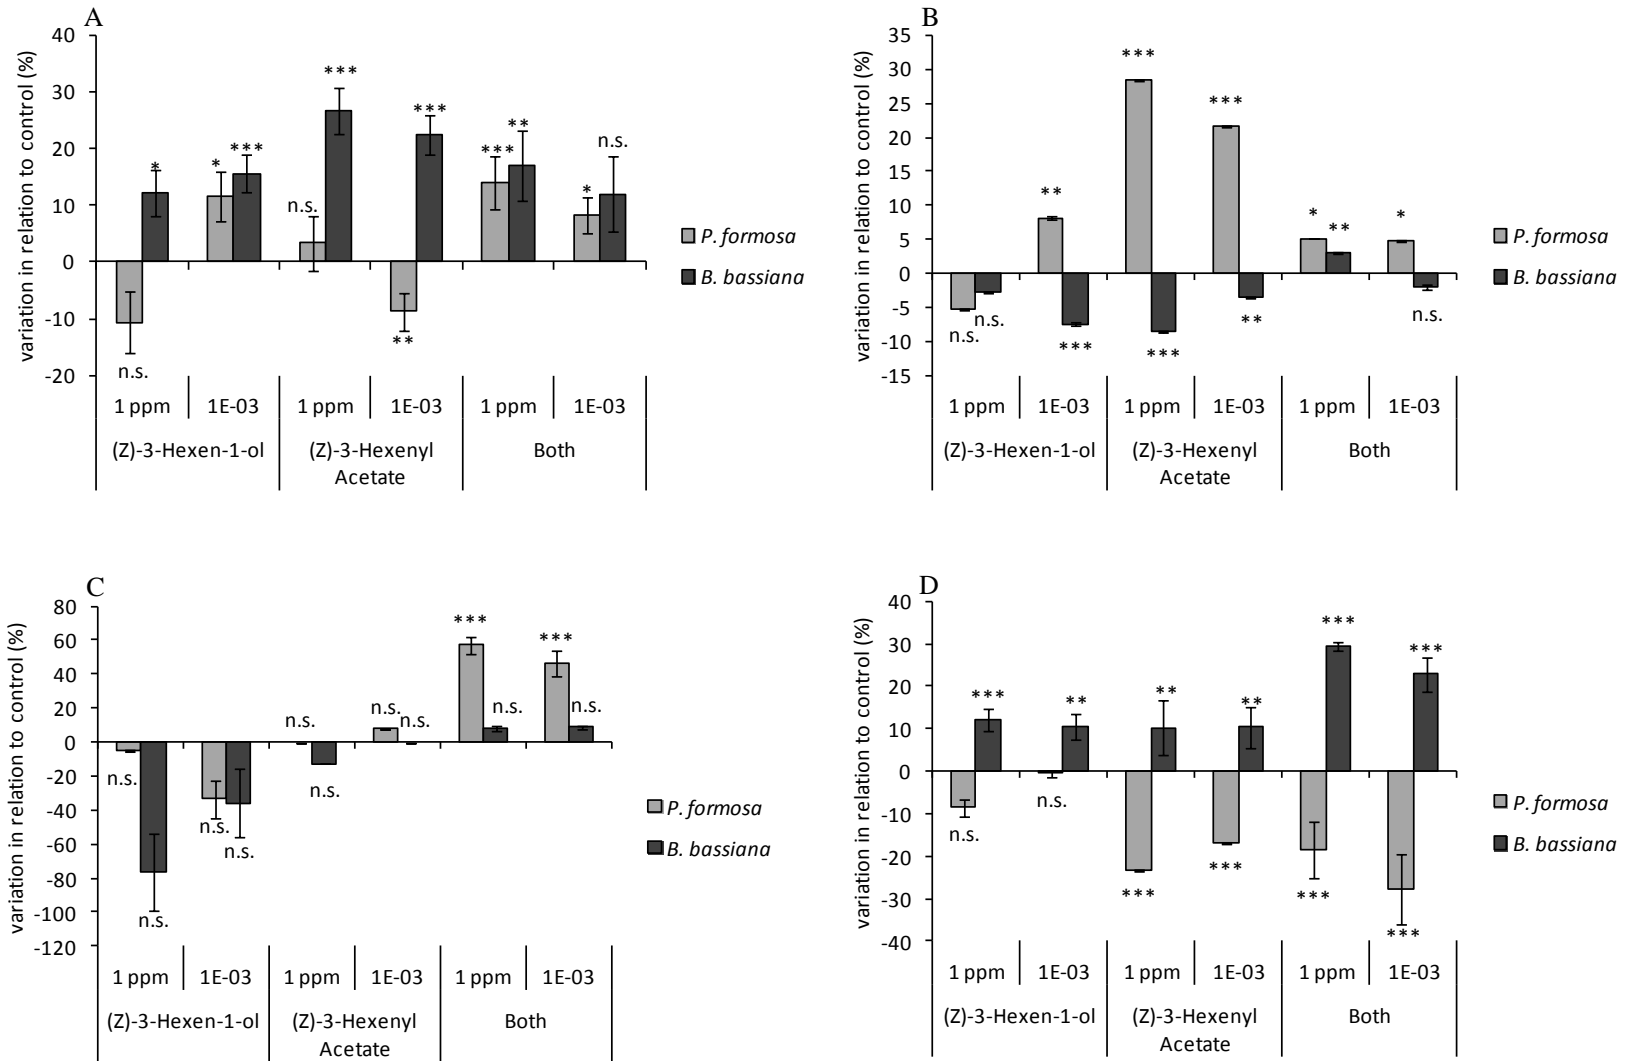 A
variation in relation to control (%)
40
30
20
10
0
-10
-20
n.s.
*
*
***
n.s.
***
**
***
***
**
*
n.s.
1 ppm 1E-03 1 ppm 1E-03 1 ppm 1E-03
(Z)-3-Hexen-1-ol (Z)-3-Hexenyl Both
Acetate
P. formosa
B. bassiana
B
variation in relation to control (%)
35
30
25
20
15
10
5
0
-5
-10
-15
n.s.
n.s.
**
***
***
***
***
**
*
**
*
n.s.
1 ppm 1E-03 1 ppm 1E-03 1 ppm 1E-03
(Z)-3-Hexen-1-ol (Z)-3-Hexenyl Both
Acetate
P. formosa
B. bassiana
C
variation in relation to control (%)
80
60
40
20
0
-20
-40
-60
-80
-100
-120
n.s.
n.s.
n.s.
n.s.
n.s.
n.s.
n.s.
n.s.
***
n.s.
***
n.s.
1 ppm 1E-03 1 ppm 1E-03 1 ppm 1E-03
(Z)-3-Hexen-1-ol (Z)-3-Hexenyl Both
Acetate
P. formosa
B. bassiana
D
variation in relation to control (%)
40
30
20
10
0
-10
-20
-30
-40
n.s.
***
n.s.
**
***
**
***
**
***
***
***
***
1 ppm 1E-03 1 ppm 1E-03 1 ppm 1E-03
(Z)-3-Hexen-1-ol (Z)-3-Hexenyl Both
Acetate
P. formosa
B. bassiana